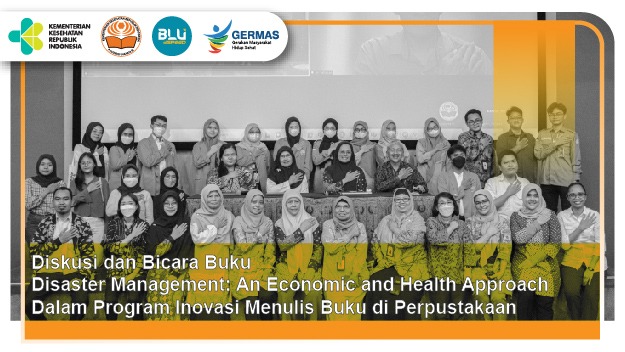 KEMENTERIAN
KESEHATAN
REPUBLIK
INDONESIA
BLU
GERMAS
Gerakan Masyarakat
Hidup Sehat
Diskusi dan Bicara Buku
Disaster Management: An Economic and Health Approach
Dalam Program Inovasi Menulis Buku di Perpustakaan